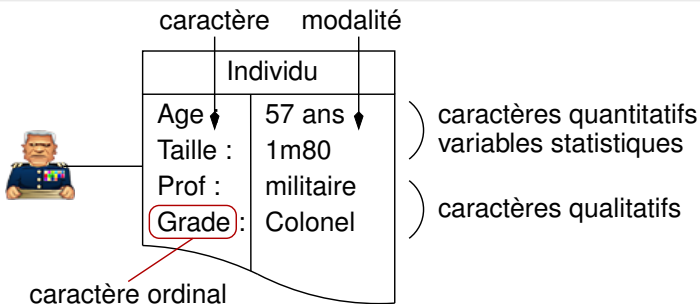 caractère modalité
Individu
Age : 57 ans
Taille : 1m80
Prof : militaire
Grade : Colonel
caractères quantitatifs
variables statistiques
caractères qualitatifs
caractère ordinal